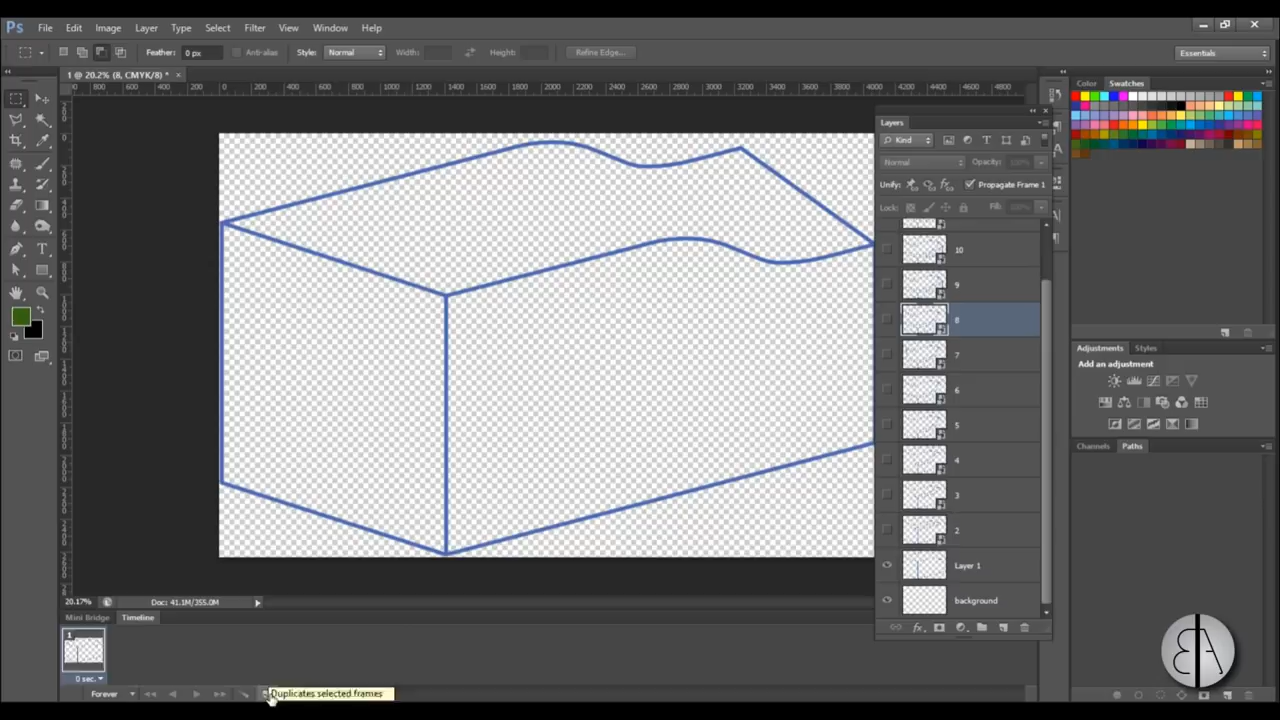 Ps File Edit Image Layer Type Select Filter View Window Help
Feather: 0 px Anti-alias Style: Normal Width: Height: Refine Edge... Essentials
1 @ 20.2% (8, CMYK/8) *
Color Swatches
Layers
Kind
Normal Opacity: 100%
Unify: Propagate Frame 1
Lock: Fill: 100%
10
9
8
7
6
5
4
3
2
Layer 1
background
Adjustments Styles
Add an adjustment
Channels Paths
20.17% Doc: 41.1M/355.0M
Mini Bridge Timeline
1
0 sec.
Forever
Duplicates selected frames